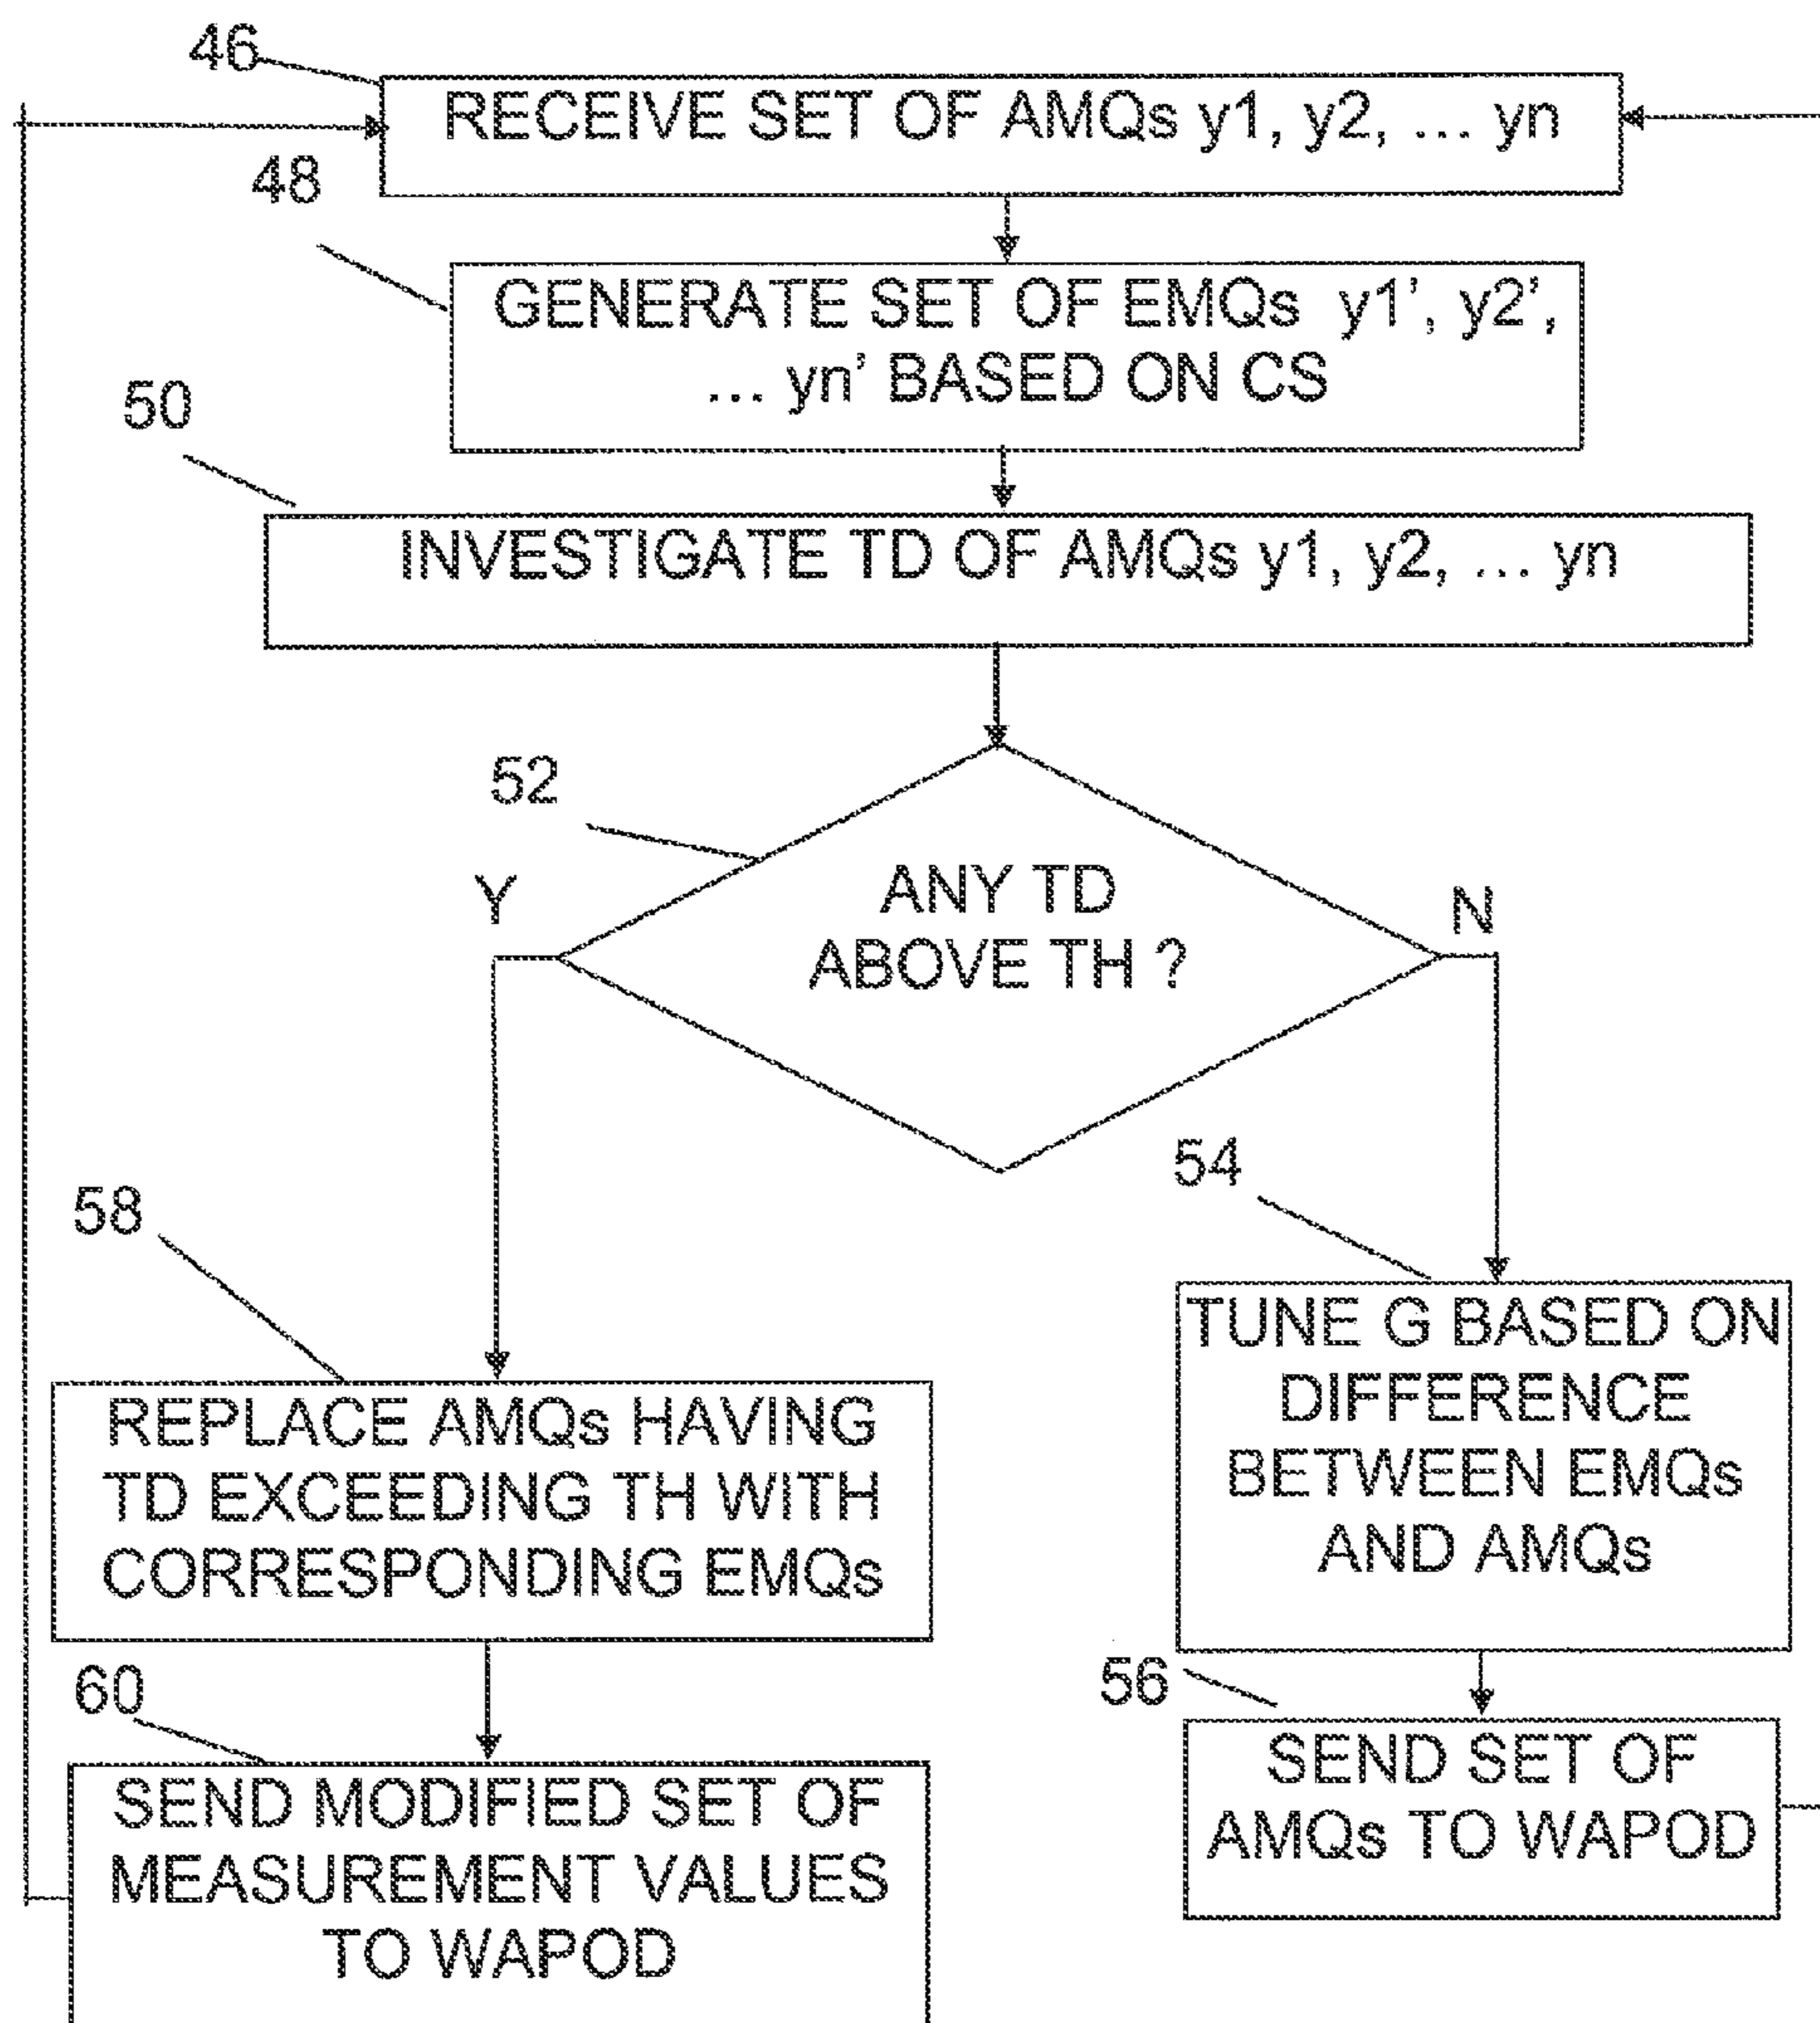 46
RECEIVE SET OF AMQs y1, y2, ... yn
48
GENERATE SET OF EMQs y1’, y2’,
... yn’ BASED ON CS
50
INVESTIGATE TD OF AMQs y1, y2, ... yn
52
ANY TD
ABOVE TH ?
Y
N
54
TUNE G BASED ON
DIFFERENCE
BETWEEN EMQs
AND AMQs
58
REPLACE AMQs HAVING
TD EXCEEDING TH WITH
CORRESPONDING EMQs
56
SEND SET OF
AMQs TO WAPOD
60
SEND MODIFIED SET OF
MEASUREMENT VALUES
TO WAPOD